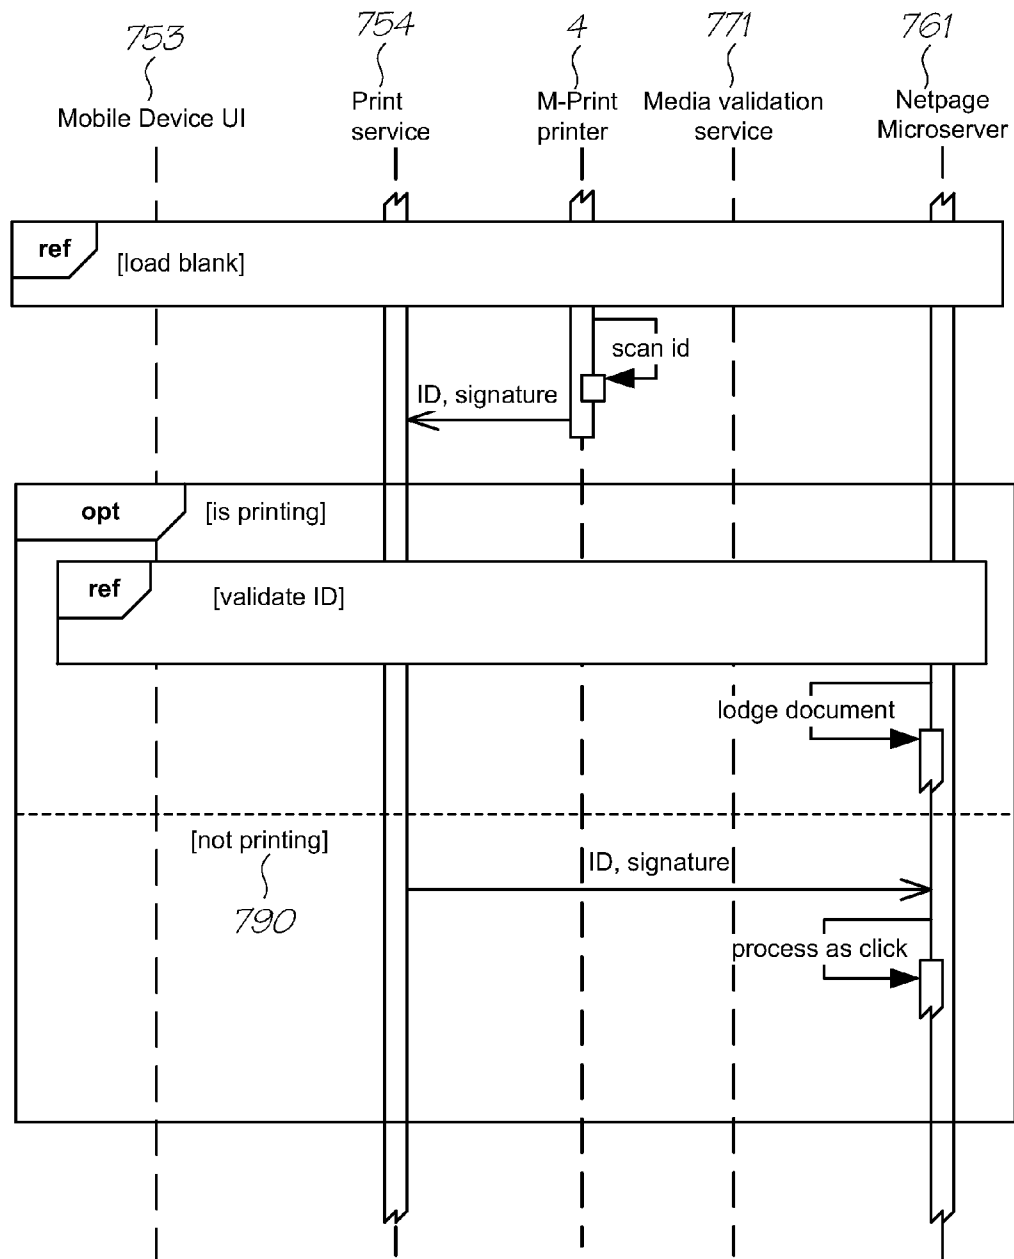 753
754
4
771
761
Mobile Device UI
Print
service
M-Print
printer
Media validation
service
Netpage
Microserver
ref
[load blank]
scan id
ID, signature
opt
[is printing]
ref
[validate ID]
lodge document
[not printing]
790
ID, signature
process as click